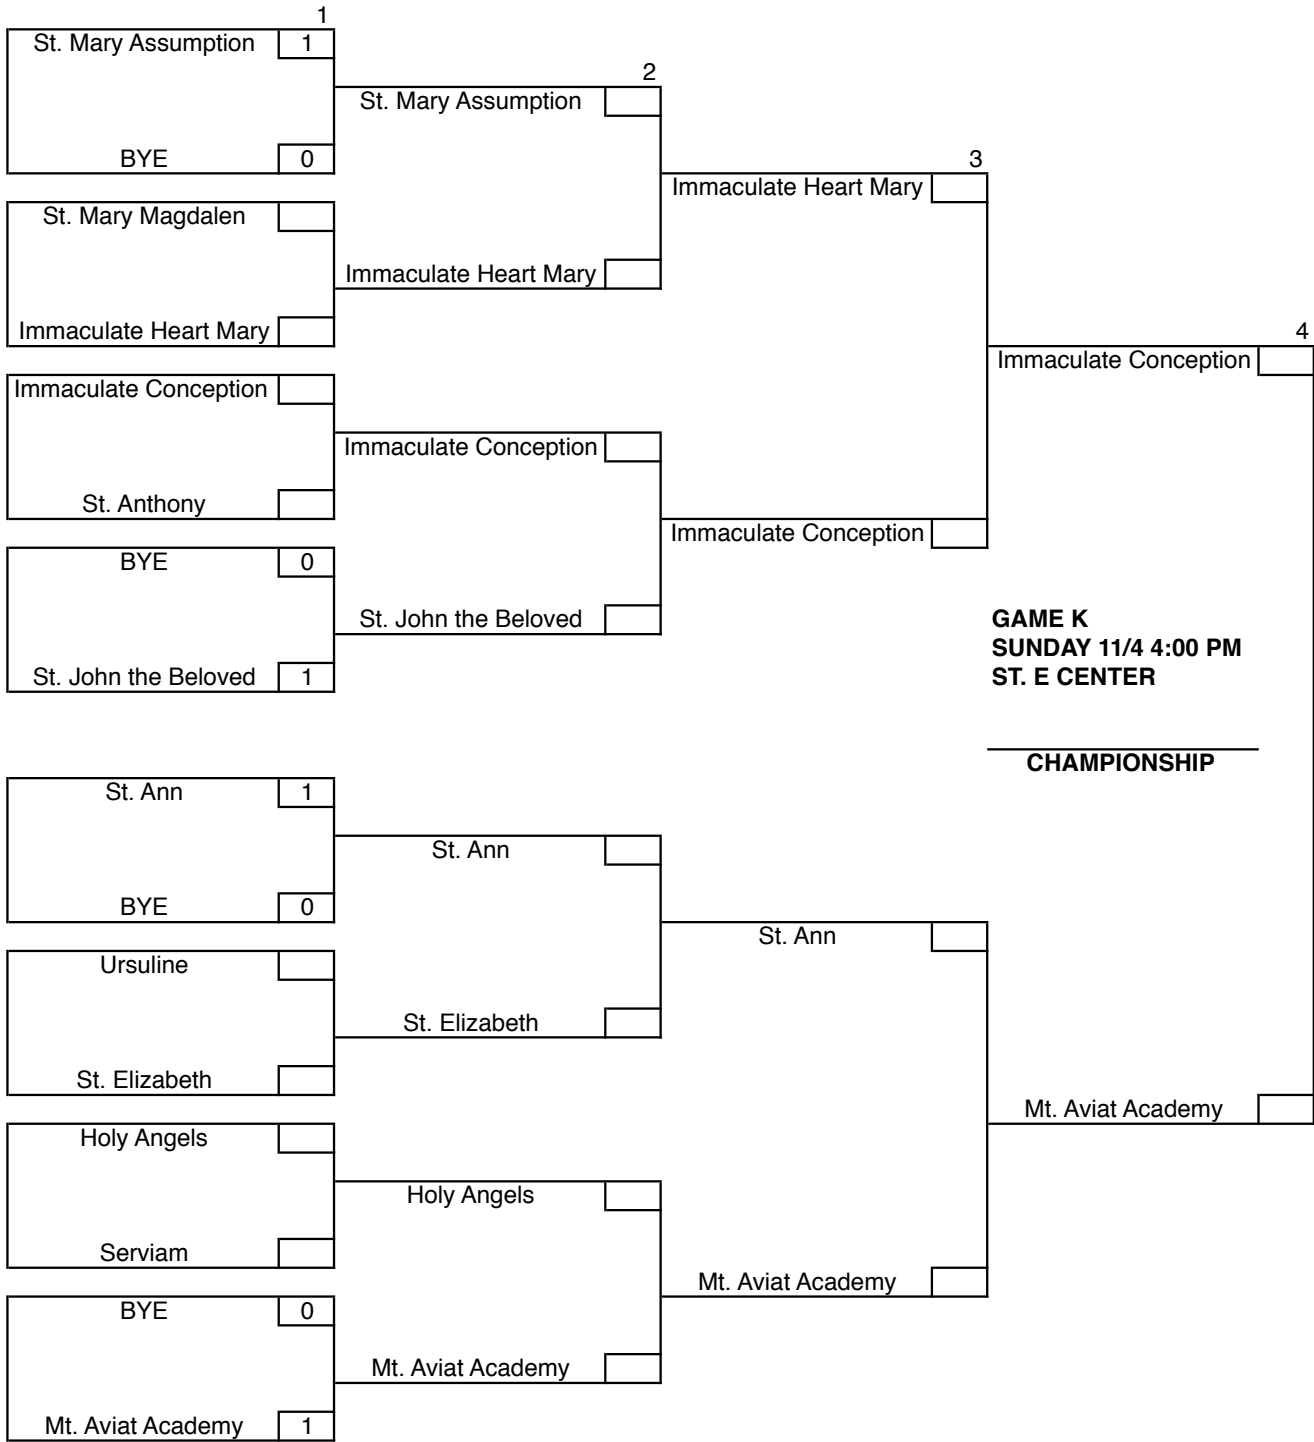 1
St. Mary Assumption 1
2
St. Mary Assumption
BYE 0
3
Immaculate Heart Mary
St. Mary Magdalen
Immaculate Heart Mary
Immaculate Heart Mary
4
Immaculate Conception
Immaculate Conception
Immaculate Conception
St. Anthony
Immaculate Conception
BYE 0
St. John the Beloved
GAME K
SUNDAY 11/4 4:00 PM
ST. E CENTER
St. John the Beloved 1
CHAMPIONSHIP
St. Ann 1
St. Ann
BYE 0
St. Ann
Ursuline
St. Elizabeth
St. Elizabeth
Mt. Aviat Academy
Holy Angels
Holy Angels
Serviam
Mt. Aviat Academy
BYE 0
Mt. Aviat Academy
Mt. Aviat Academy 1